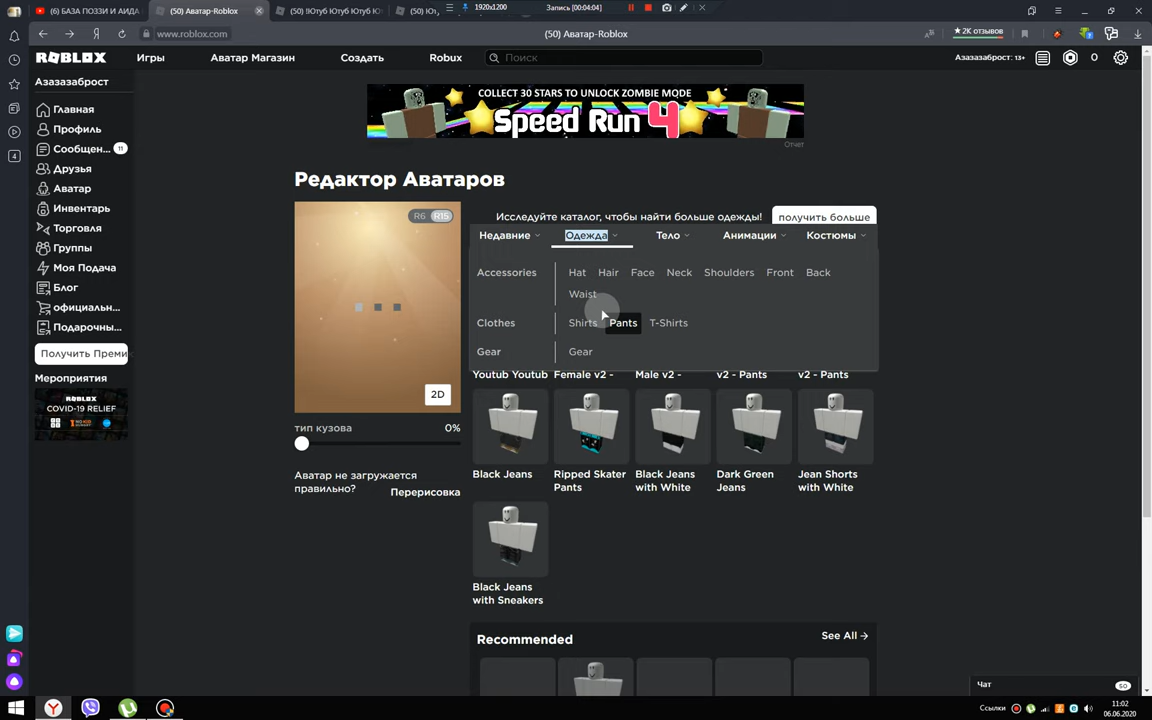 (6) БАЗА ПОЗЗИ И АИДА
(50) Аватар-Roblox
(50) !Ютуб Ютуб Ютуб Ю
(50) Ют
1920x1200
Запись [00:04:04]
www.roblox.com
(50) Аватар-Roblox
★ 2K отзывов
ROBLOX
Игры
Аватар Магазин
Создать
Robux
Поиск
Азазазаброст: 13+
0
Азазазаброст
Главная
Профиль
Сообщен...
11
Друзья
Аватар
Инвентарь
Торговля
Группы
Моя Подача
Блог
официальн...
Подарочны...
Получить Преми
Мероприятия
ROBLOX
COVID-19 RELIEF
4
COLLECT 30 STARS TO UNLOCK ZOMBIE MODE
Speed Run 4
Отчет
Редактор Аватаров
R6 R15
2D
тип кузова 0%
Аватар не загружается
правильно?
Перерисовка
Исследуйте каталог, чтобы найти больше одежды!
получить больше
Недавние
Одежда
Тело
Анимации
Костюмы
Accessories
Hat Hair Face Neck Shoulders Front Back
Waist
Clothes
Shirts Pants T-Shirts
Gear
Gear
Youtub Youtub
Female v2 -
Male v2 -
v2 - Pants
v2 - Pants
Black Jeans
Ripped Skater
Pants
Black Jeans
with White
Dark Green
Jeans
Jean Shorts
with White
Black Jeans
with Sneakers
Recommended
See All →
Чат
50
Ссылки
11:02
06.06.2020